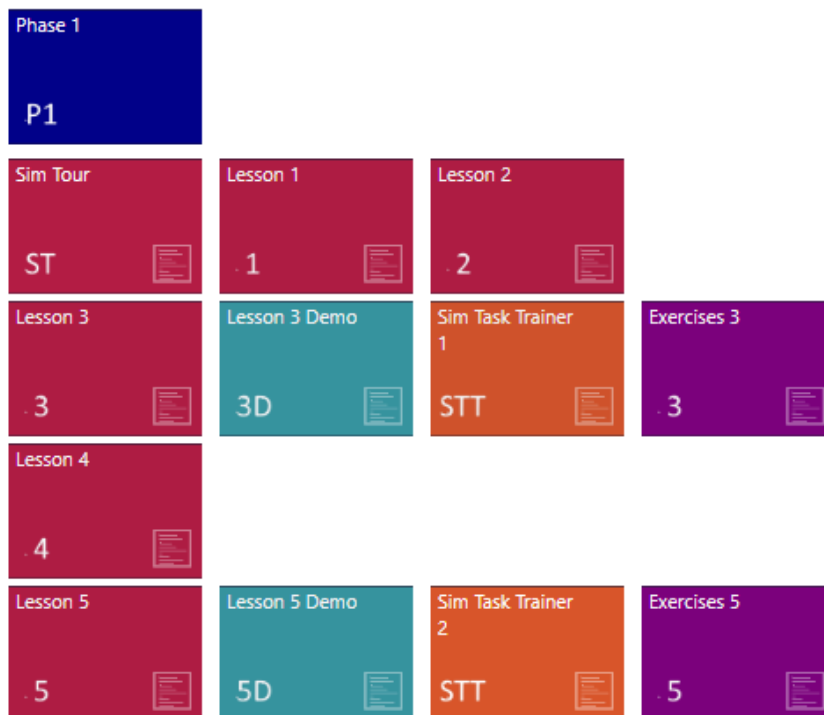 Phase 1
P1
Sim Tour
ST
Lesson 1
1
Lesson 2
2
Lesson 3
3
Lesson 3 Demo
3D
Sim Task Trainer
1
STT
Exercises 3
3
Lesson 4
4
Lesson 5
5
Lesson 5 Demo
5D
Sim Task Trainer
2
STT
Exercises 5
5